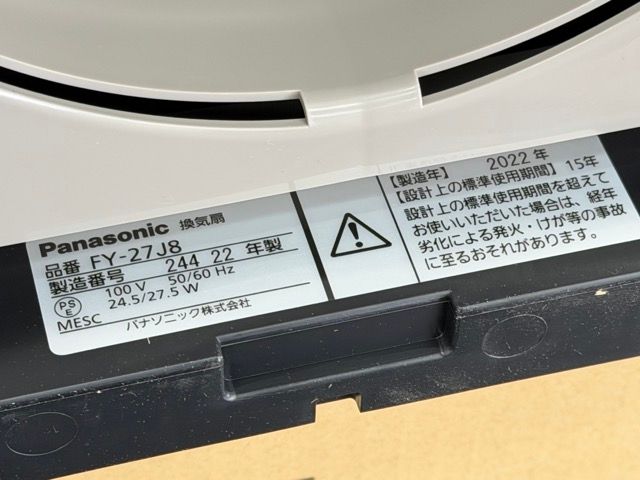 Panasonic 換気扇
品番 FY-27J8
製造番号 244 22 年製
100 V 50/60 Hz
24.5/27.5 W
PS E
MESC パナソニック株式会社
【製造年】 2022 年
【設計上の標準使用期間】 15年
設計上の標準使用期間を超えて
お使いいただいた場合は、経年
劣化による発火・けが等の事故
に至るおそれがあります。